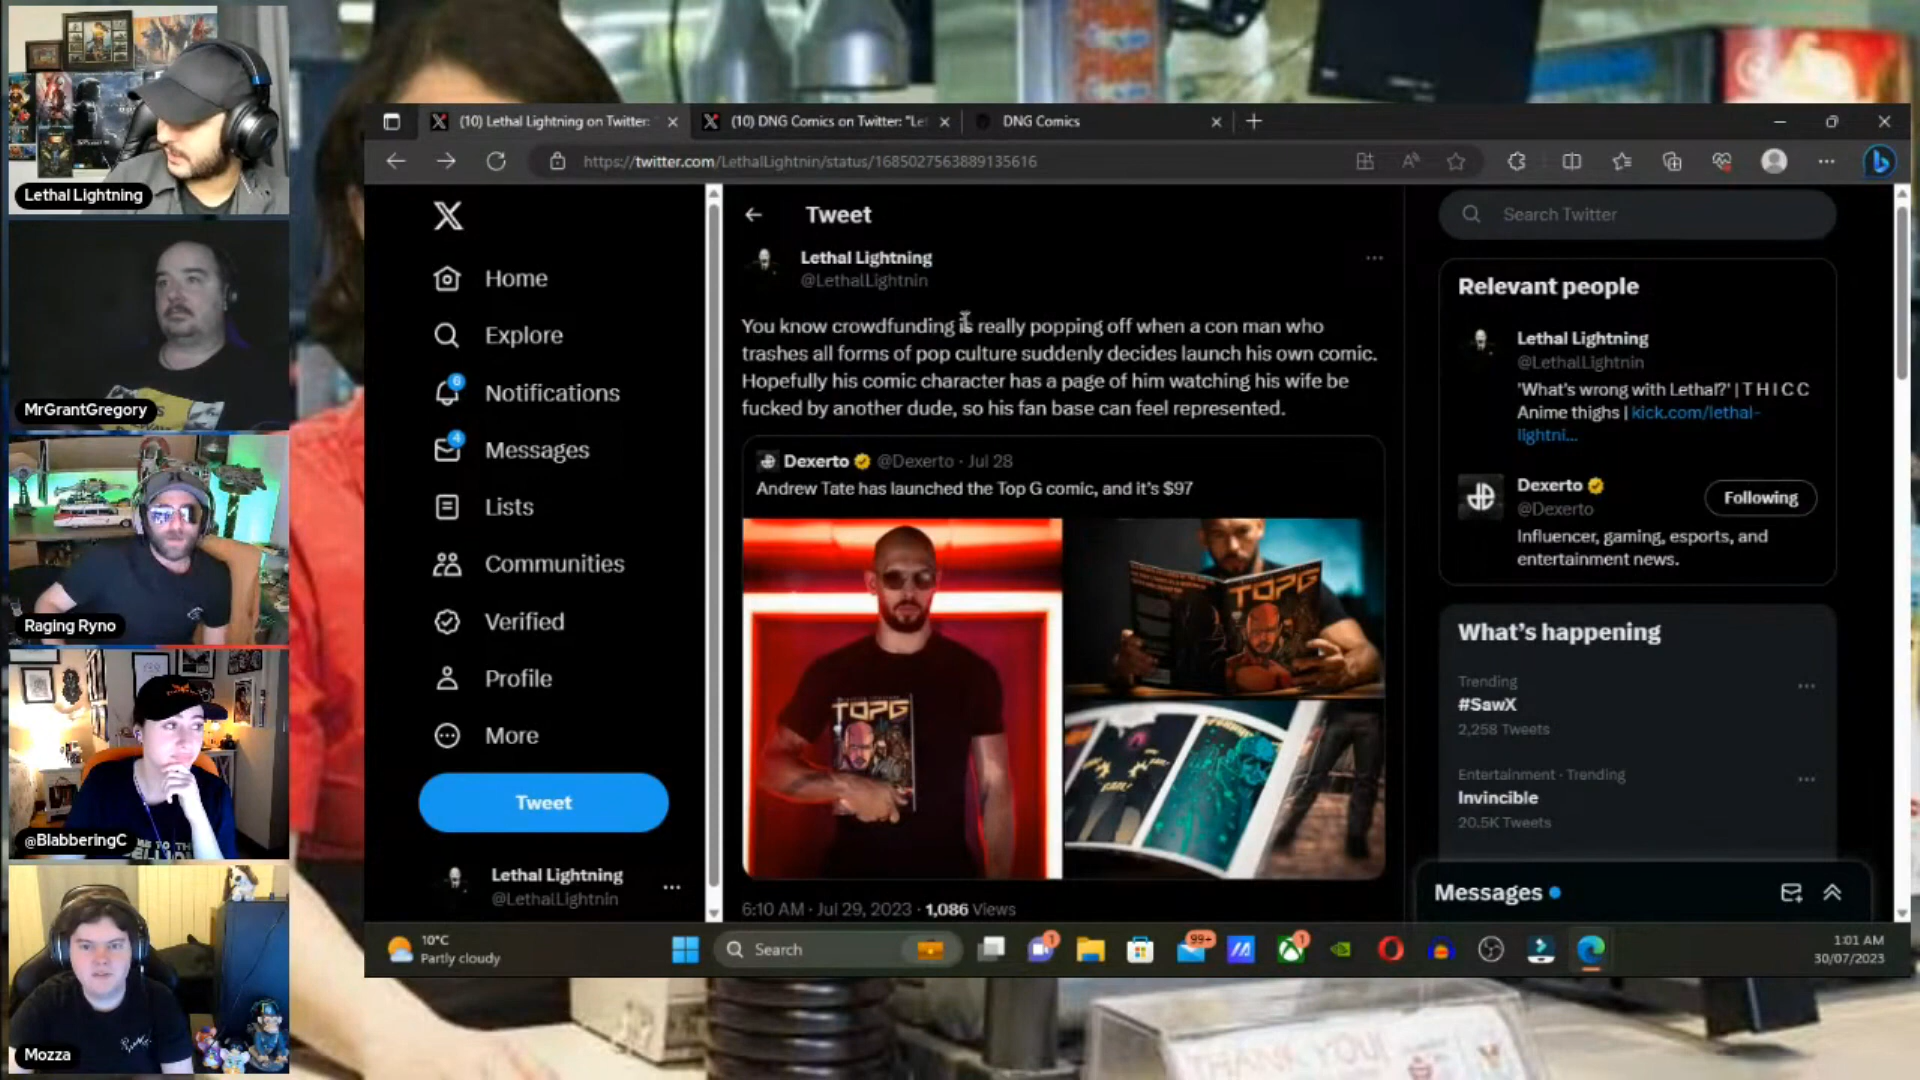 Lethal Lightning
MrGrantGregory
Raging Ryno
@BlabberingC
Mozza
(10) Lethal Lightning on Twitter:
(10) DNG Comics on Twitter: "Le
DNG Comics
https://twitter.com/LethalLightnin/status/1685027563889135616
Home
Explore
6
Notifications
4
Messages
Lists
Communities
Verified
Profile
More
Tweet
Lethal Lightning
@LethalLightnin
Tweet
Lethal Lightning
@LethalLightnin
You know crowdfunding is really popping off when a con man who
trashes all forms of pop culture suddenly decides launch his own comic.
Hopefully his comic character has a page of him watching his wife be
fucked by another dude, so his fan base can feel represented.
Dexerto @Dexerto · Jul 28
Andrew Tate has launched the Top G comic, and it's $97
TOPG
TOPG
6:10 AM · Jul 29, 2023 · 1,086 Views
Search Twitter
Relevant people
Lethal Lightning
@LethalLightnin
'What's wrong with Lethal?' | T H I C C
Anime thighs | kick.com/lethal-
lightni...
Dexerto
@Dexerto
Following
Influencer, gaming, esports, and
entertainment news.
What's happening
Trending
#SawX
2,258 Tweets
Entertainment · Trending
Invincible
20.5K Tweets
Messages
10°C
Partly cloudy
Search
1
99+
1
1:01 AM
30/07/2023
THANK YOU!